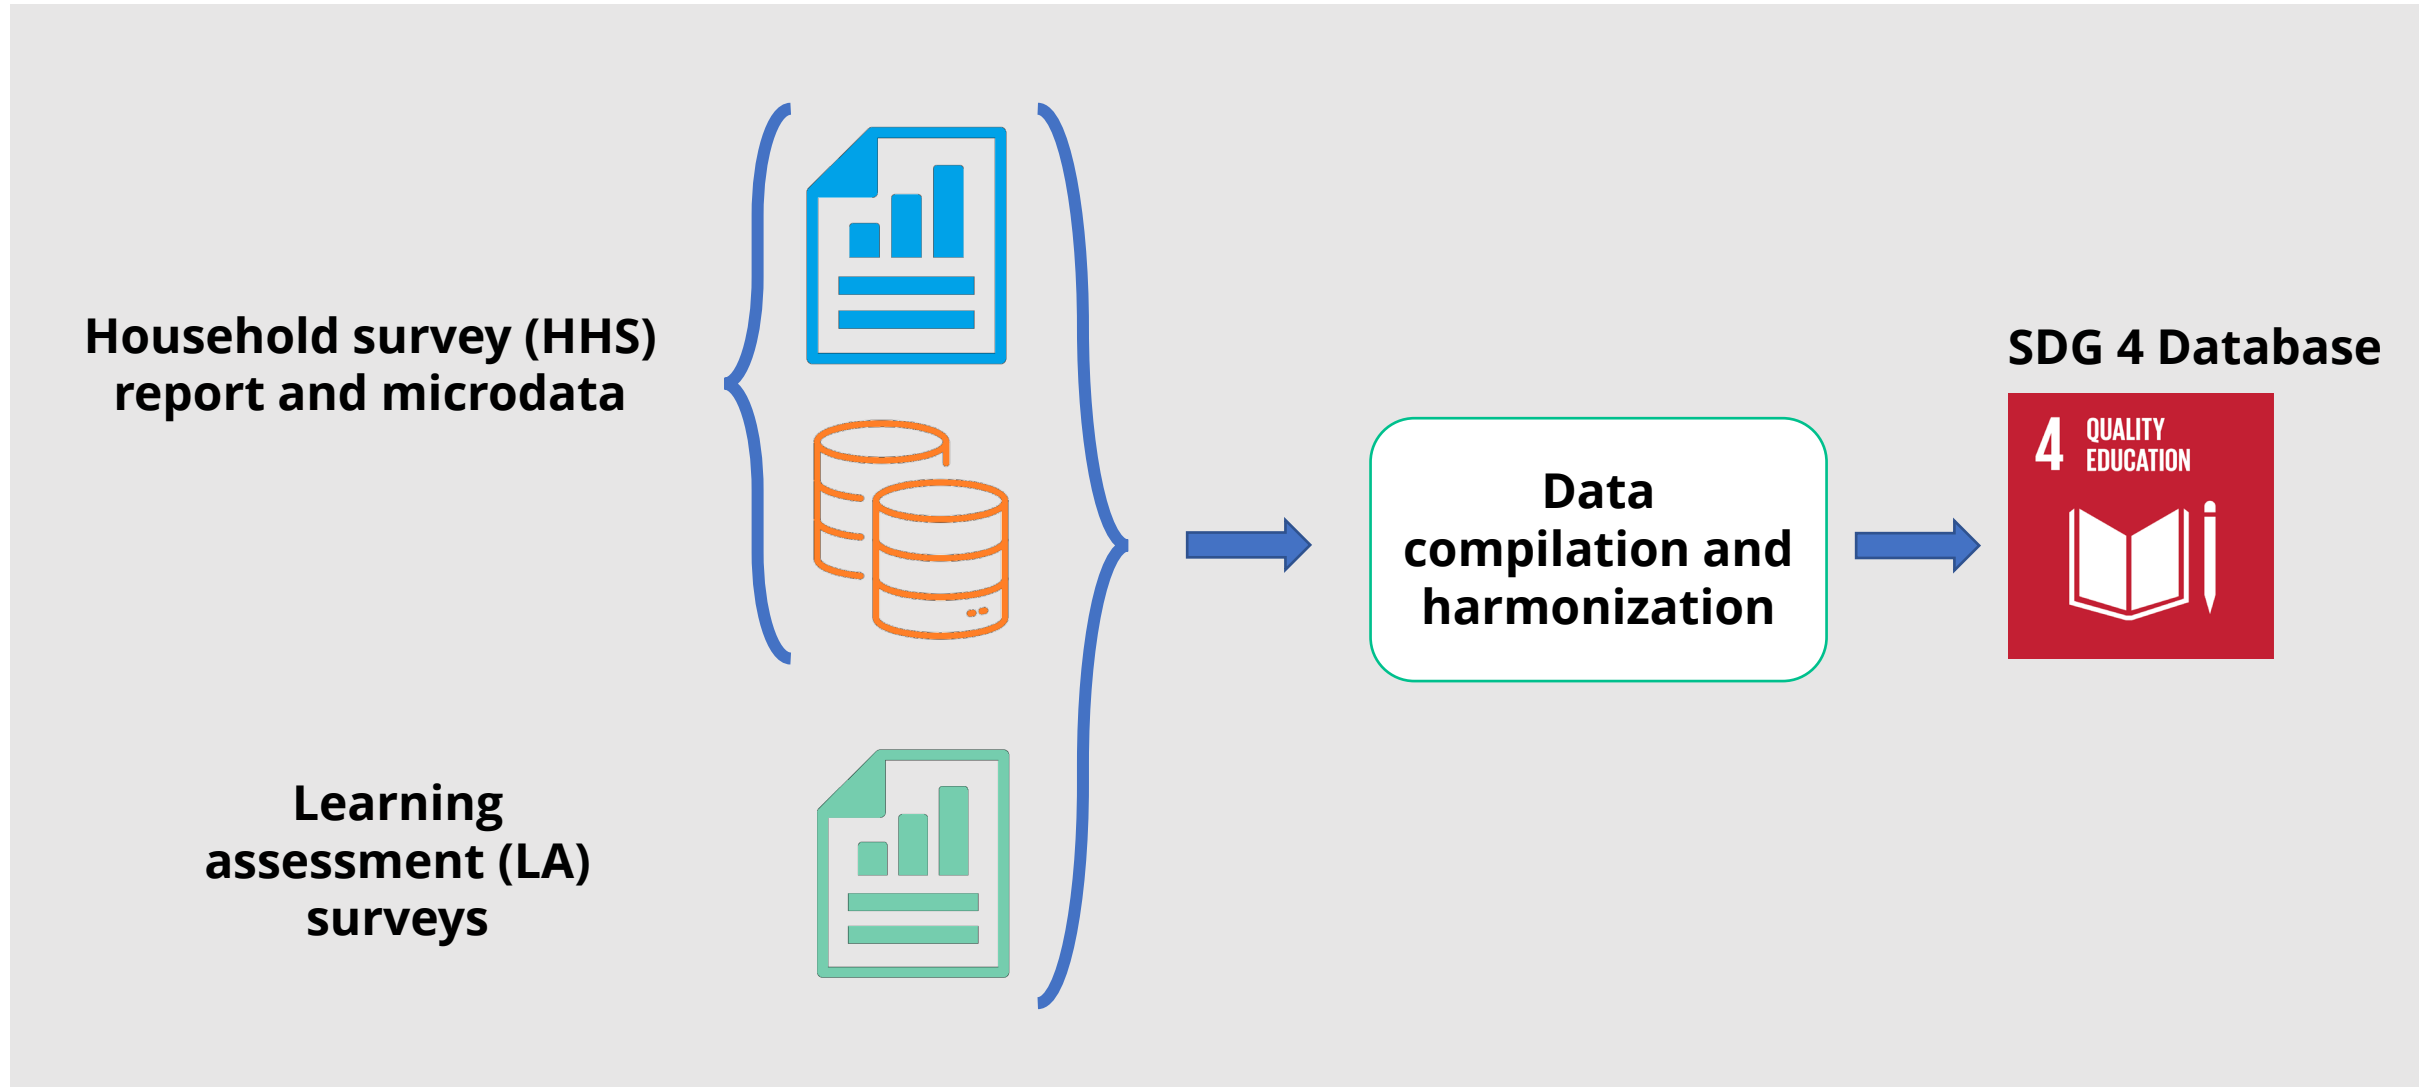 Household survey (HHS)
report and microdata
Learning
assessment (LA)
surveys
Data
compilation and
harmonization
SDG 4 Database
4 QUALITY
EDUCATION